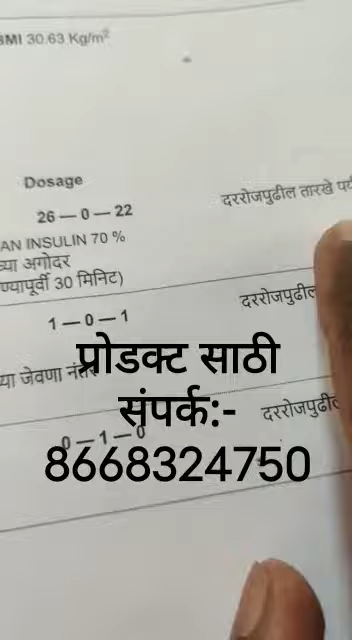 BMI 30.63 Kg/m²
Dosage
26 — 0 — 22
दररोजपुढील तारखे
AN INSULIN 70 %
च्या अगोदर
ण्यापूर्वी 30 मिनिट)
1 — 0 — 1
दररोजपुढील
या जेवणा नंतर
प्रोडक्ट साठी
संपर्क:-
0 — 1 — 0
दररोजपुढील
8668324750